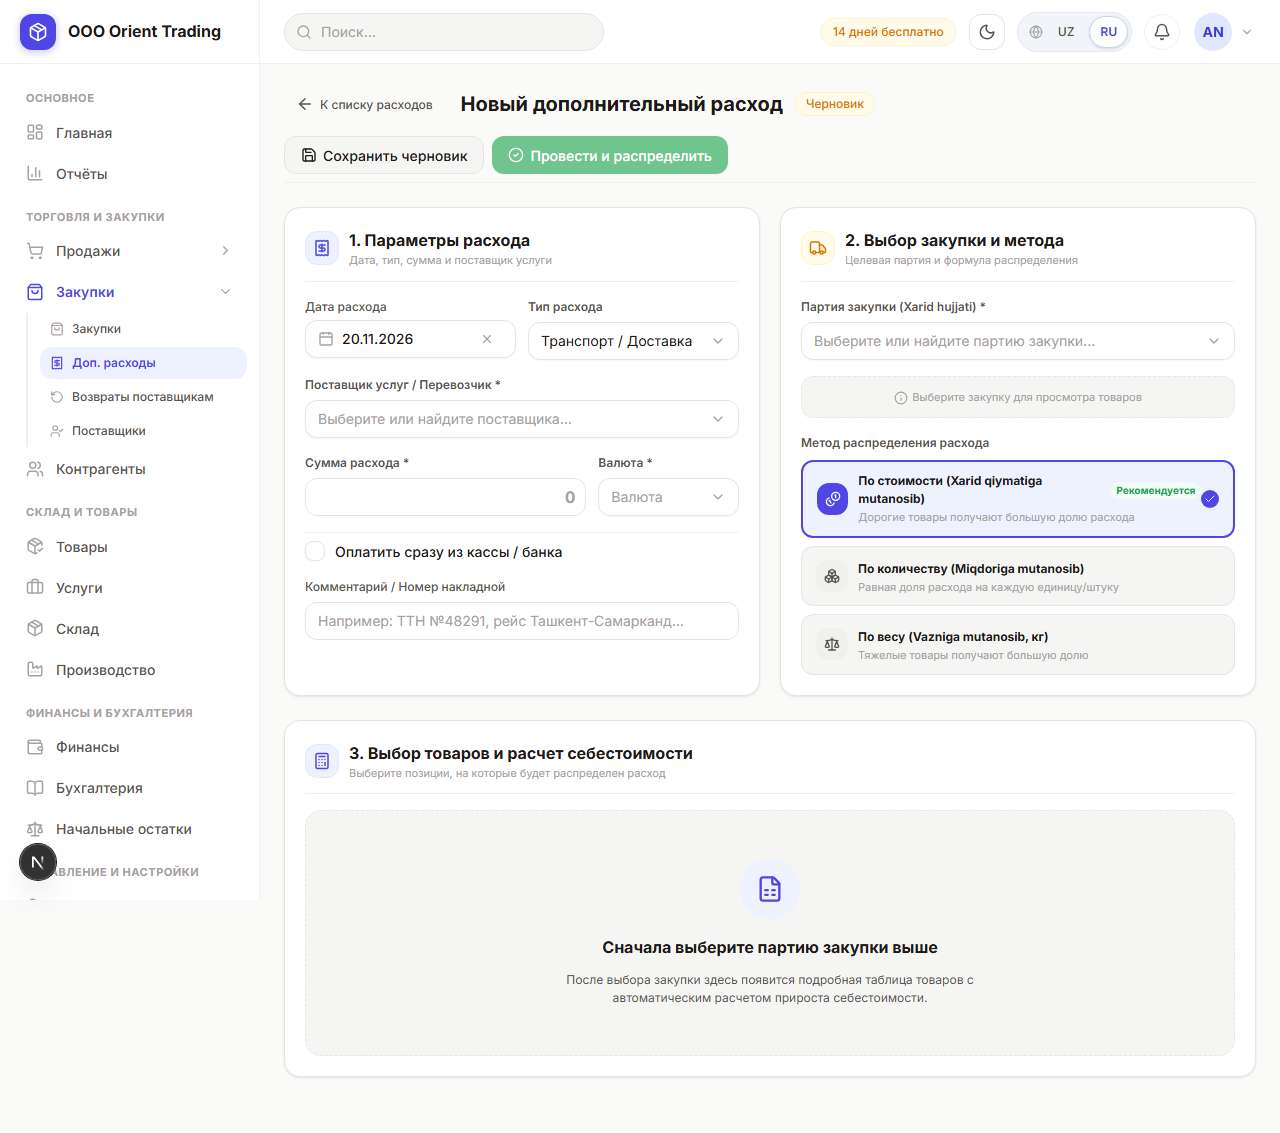 ООО Orient Trading
Поиск...
14 дней бесплатно
UZ
RU
AN
ОСНОВНОЕ
Главная
Отчёты
ТОРГОВЛЯ И ЗАКУПКИ
Продажи
Закупки
Закупки
Доп. расходы
Возвраты поставщикам
Поставщики
Контрагенты
СКЛАД И ТОВАРЫ
Товары
Услуги
Склад
Производство
ФИНАНСЫ И БУХГАЛТЕРИЯ
Финансы
Бухгалтерия
Начальные остатки
N
АВЛЕНИЕ И НАСТРОЙКИ
К списку расходов
Новый дополнительный расход
Черновик
Сохранить черновик
Провести и распределить
1. Параметры расхода
Дата, тип, сумма и поставщик услуги
Дата расхода
Тип расхода
20.11.2026
Транспорт / Доставка
Поставщик услуг / Перевозчик *
Выберите или найдите поставщика...
Сумма расхода *
Валюта *
0
Валюта
Оплатить сразу из кассы / банка
Комментарий / Номер накладной
Например: ТТН №48291, рейс Ташкент-Самарканд...
2. Выбор закупки и метода
Целевая партия и формула распределения
Партия закупки (Xarid hujjati) *
Выберите или найдите партию закупки...
Выберите закупку для просмотра товаров
Метод распределения расхода
По стоимости (Xarid qiymatiga
mutanosib)
Рекомендуется
Дорогие товары получают большую долю расхода
По количеству (Miqdoriga mutanosib)
Равная доля расхода на каждую единицу/штуку
По весу (Vazniga mutanosib, кг)
Тяжелые товары получают большую долю
3. Выбор товаров и расчет себестоимости
Выберите позиции, на которые будет распределен расход
Сначала выберите партию закупки выше
После выбора закупки здесь появится подробная таблица товаров с
автоматическим расчетом прироста себестоимости.